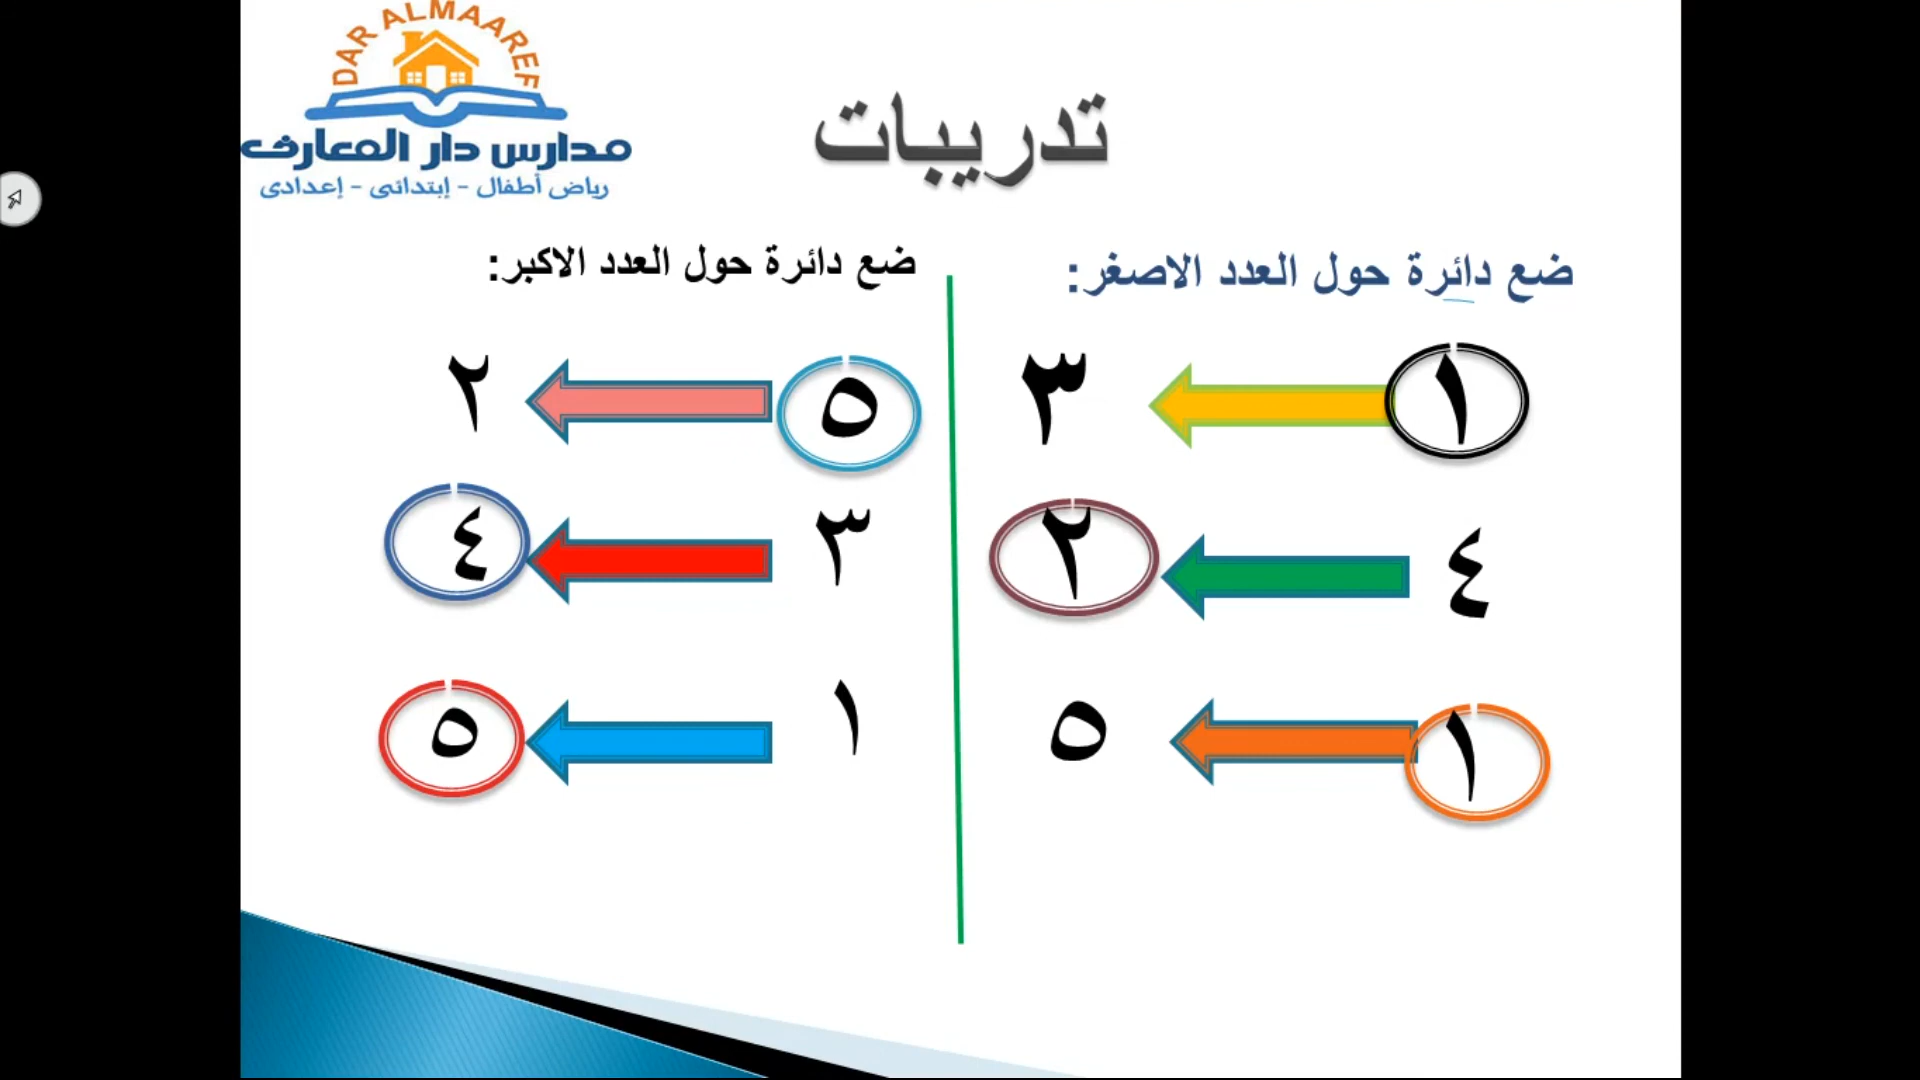 DAR ALMAAREF
مدارس دار المعارف
رياض أطفال - إبتدائى - إعدادى
تدريبات
ضع دائرة حول العدد الاصغر:
١ ٣
٤ ٢
١ ٥
ضع دائرة حول العدد الاكبر:
٥ ٢
٣ ٤
١ ٥